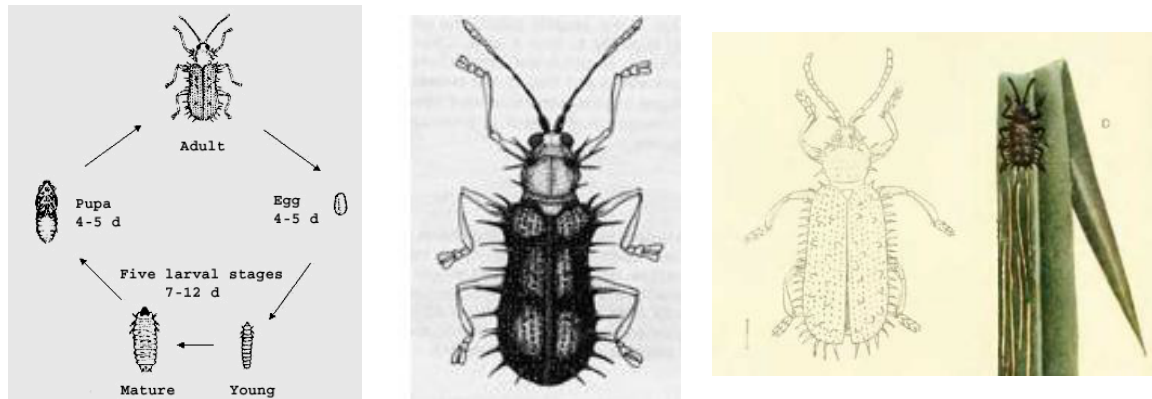 Adult
Pupa
4-5 d
Egg
4-5 d
Five larval stages
7-12 d
Mature
Young